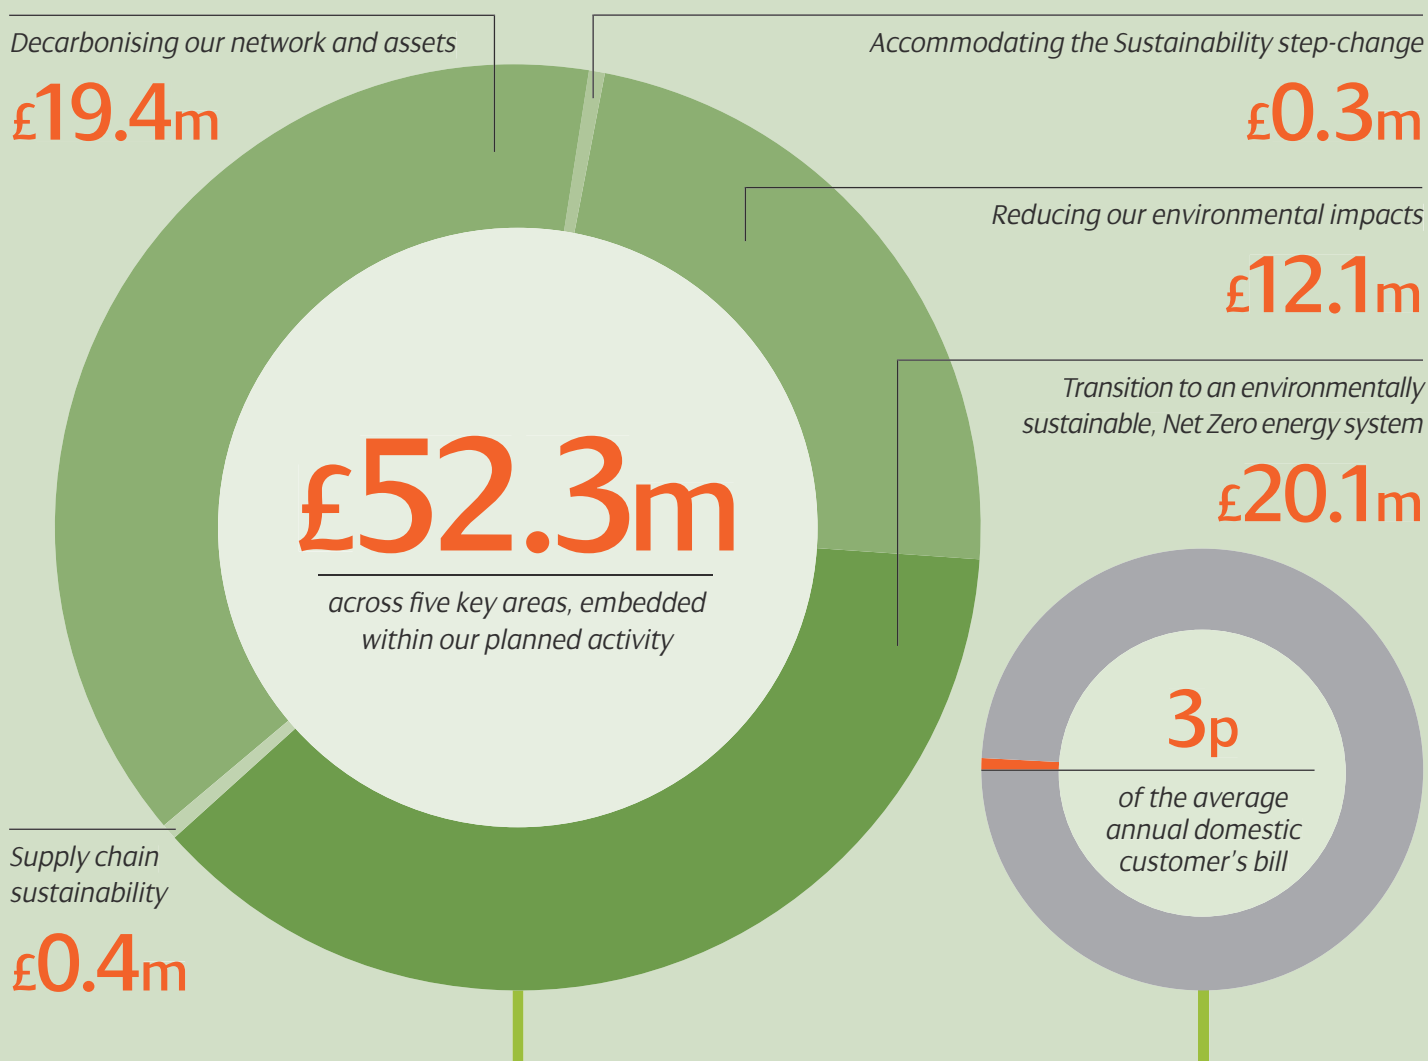 Decarbonising our network and assets
£19.4m
Accommodating the Sustainability step-change
£0.3m
Reducing our environmental impacts
£12.1m
Transition to an environmentally
sustainable, Net Zero energy system
£20.1m
£52.3m
across five key areas, embedded
within our planned activity
3p
of the average
annual domestic
customer's bill
Supply chain
sustainability
£0.4m